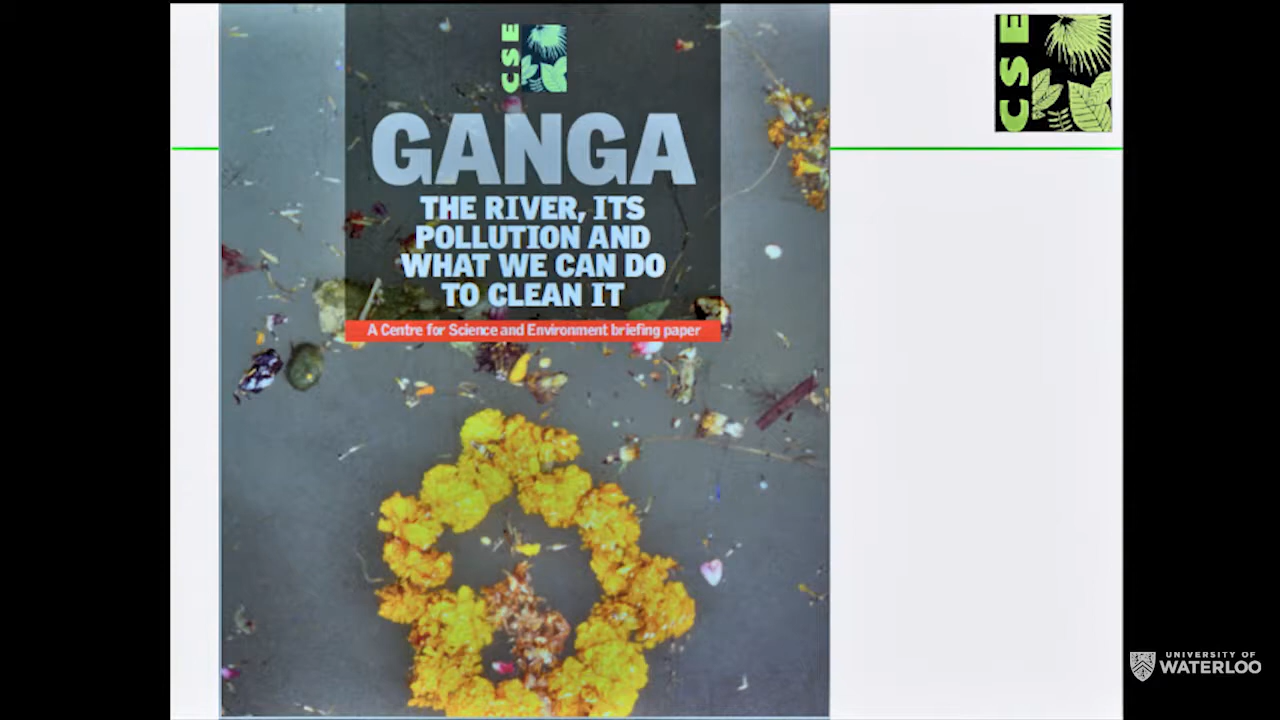 CSE
CSE
GANGA
THE RIVER, ITS
POLLUTION AND
WHAT WE CAN DO
TO CLEAN IT
A Centre for Science and Environment briefing paper
UNIVERSITY OF
WATERLOO